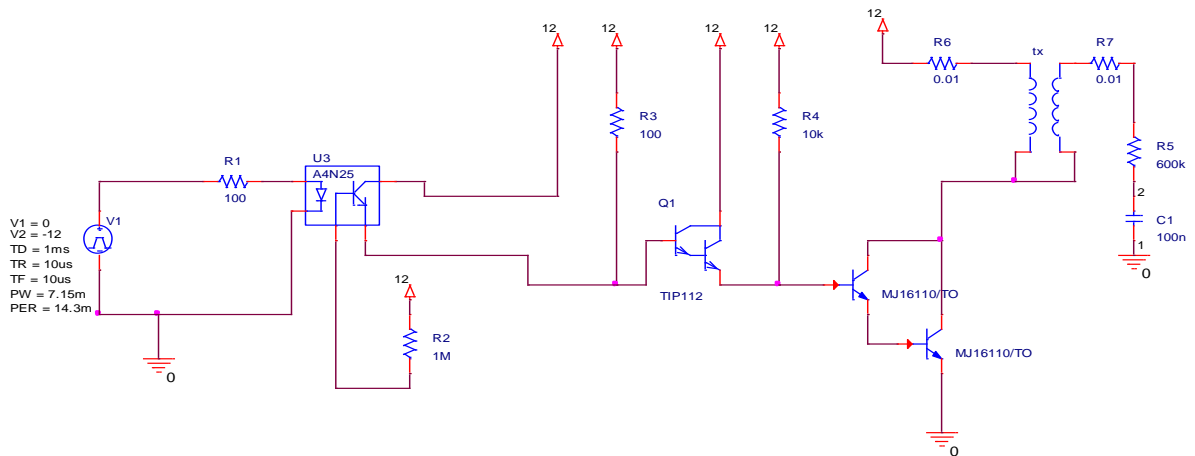 12
12
12
12
12
R6
0.01
tx
R7
0.01
R3
100
R4
10k
R5
600k
U3
A4N25
R1
100
2
C1
100n
1
0
Q1
TIP112
V1 = 0
V2 = -12
TD = 1ms
TR = 10us
TF = 10us
PW = 7.15m
PER = 14.3m
V1
12
R2
1M
MJ16110/TO
MJ16110/TO
0
0